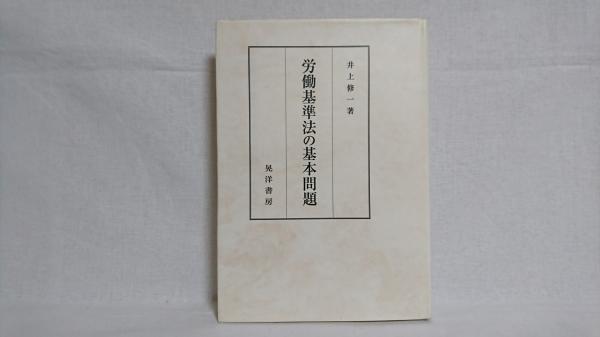 井上修一著
労働基準法の基本問題
晃洋書房